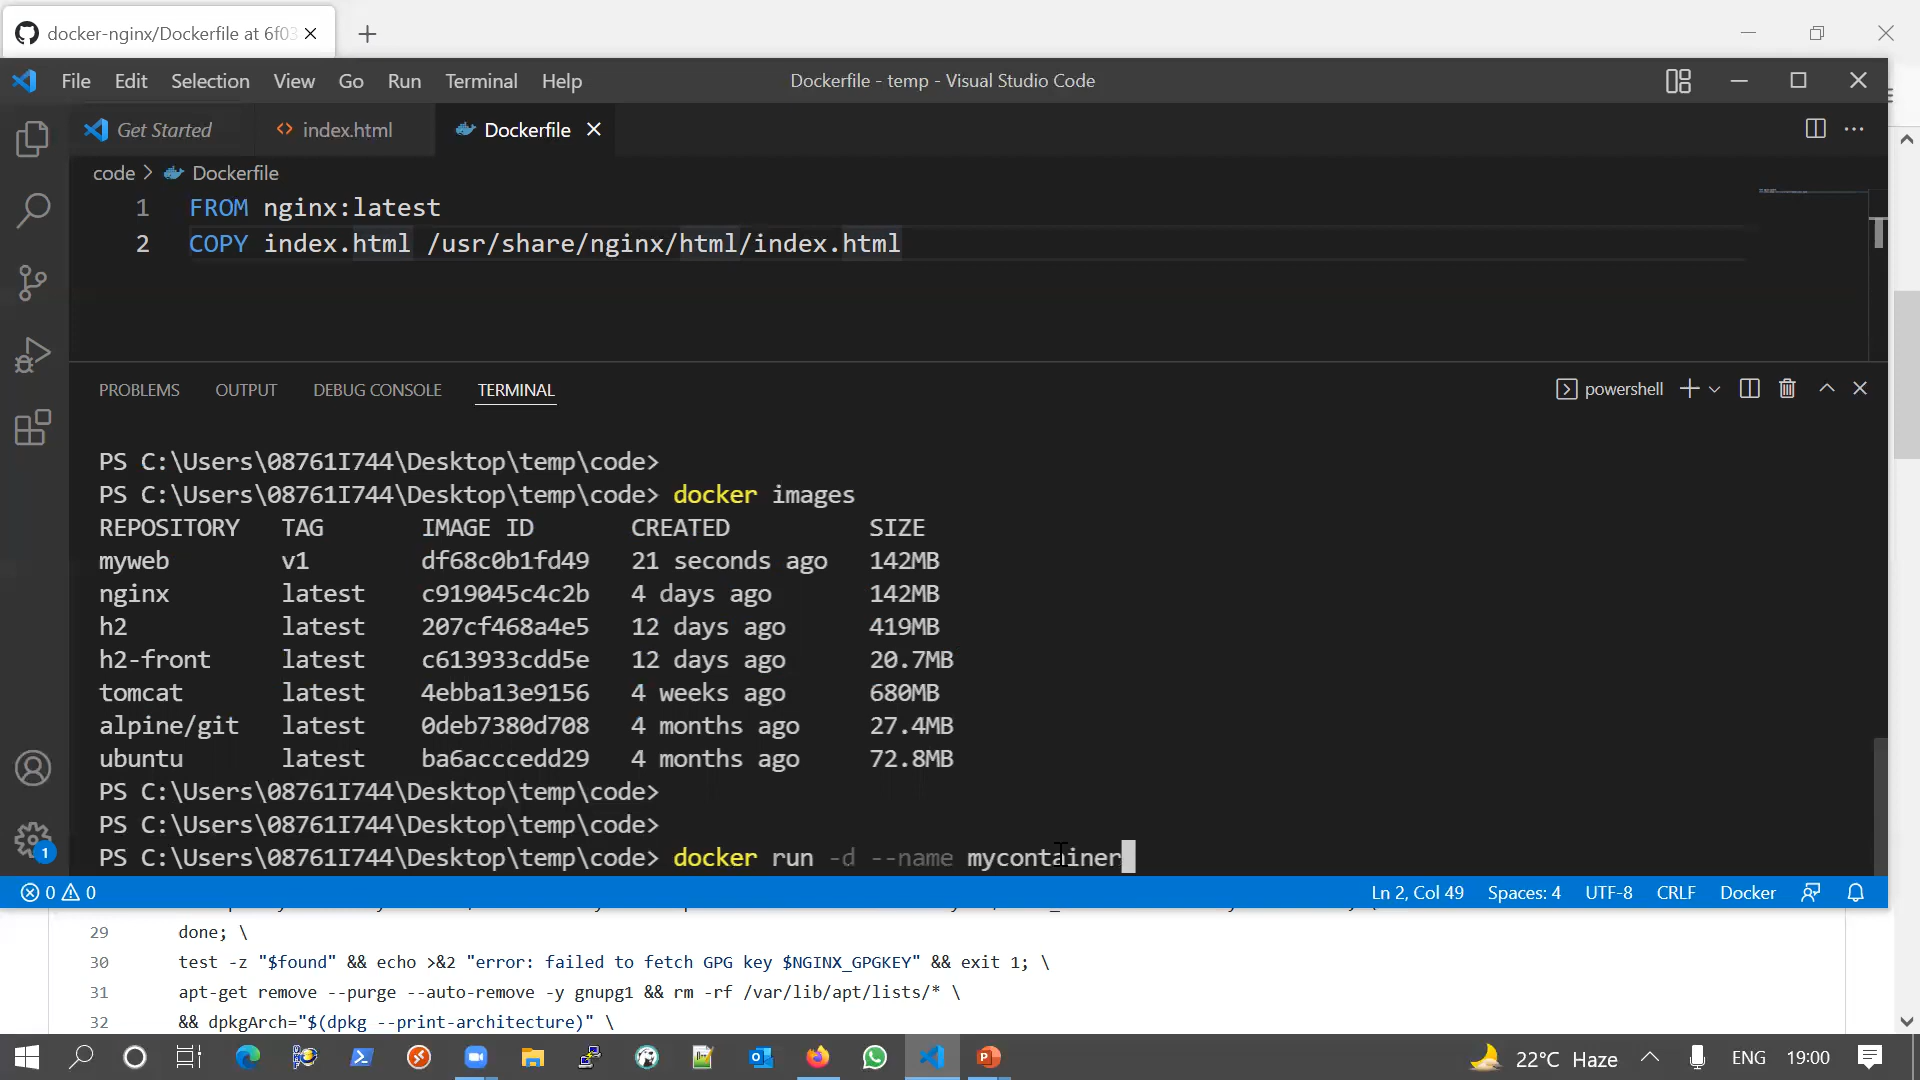 docker-nginx/Dockerfile at 6f03
File Edit Selection View Go Run Terminal Help
Dockerfile - temp - Visual Studio Code
Get Started
index.html
Dockerfile
code > Dockerfile
1 FROM nginx:latest
2 COPY index.html /usr/share/nginx/html/index.html
PROBLEMS OUTPUT DEBUG CONSOLE TERMINAL
powershell
PS C:\Users\08761I744\Desktop\temp\code>
PS C:\Users\08761I744\Desktop\temp\code> docker images
REPOSITORY TAG IMAGE ID CREATED SIZE
myweb v1 df68c0b1fd49 21 seconds ago 142MB
nginx latest c919045c4c2b 4 days ago 142MB
h2 latest 207cf468a4e5 12 days ago 419MB
h2-front latest c613933cdd5e 12 days ago 20.7MB
tomcat latest 4ebba13e9156 4 weeks ago 680MB
alpine/git latest 0deb7380d708 4 months ago 27.4MB
ubuntu latest ba6acccedd29 4 months ago 72.8MB
PS C:\Users\08761I744\Desktop\temp\code>
PS C:\Users\08761I744\Desktop\temp\code>
PS C:\Users\08761I744\Desktop\temp\code> docker run -d --name mycontainer
0 0
Ln 2, Col 49 Spaces: 4 UTF-8 CRLF Docker
1
29 done; \
30 test -z "$found" && echo >&2 "error: failed to fetch GPG key $NGINX_GPGKEY" && exit 1; \
31 apt-get remove --purge --auto-remove -y gnupg1 && rm -rf /var/lib/apt/lists/* \
32 && dpkgArch="$(dpkg --print-architecture)" \
22°C Haze
ENG
19:00